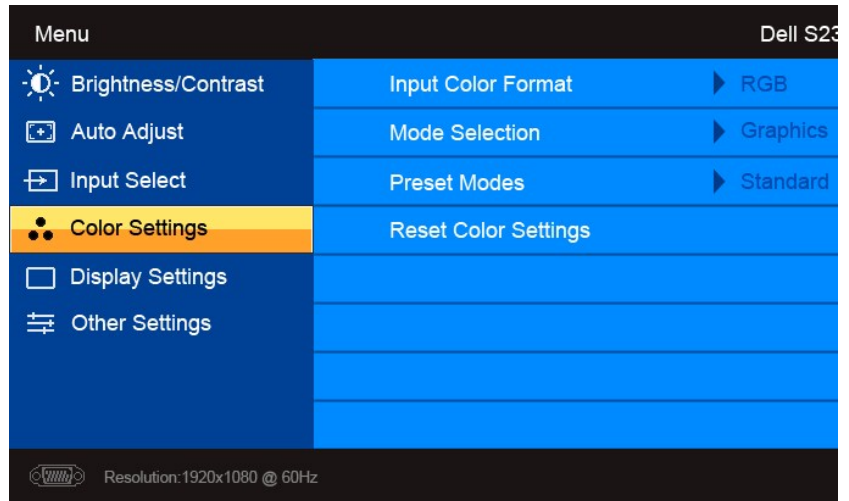 Menu
Dell S23
Brightness/Contrast
Auto Adjust
Input Select
Color Settings
Display Settings
Other Settings
Input Color Format
RGB
Mode Selection
Graphics
Preset Modes
Standard
Reset Color Settings
Resolution:1920x1080 @ 60Hz